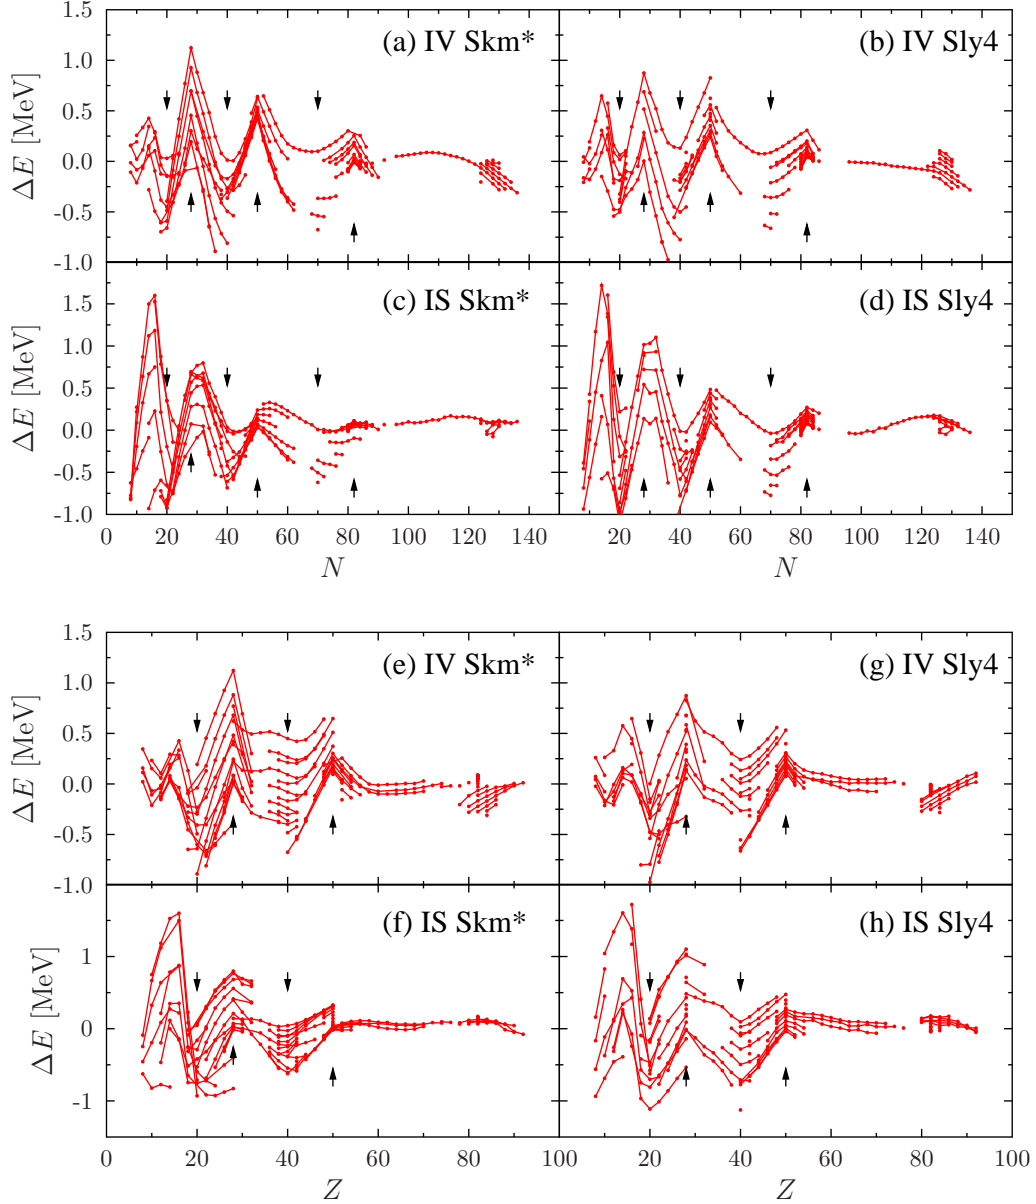 1.5
1.0
0.5
0.0
-0.5
-1.0
ΔE [MeV]
(a) IV Skm*
(b) IV Sly4
1.5
1.0
0.5
0.0
-0.5
-1.0
ΔE [MeV]
(c) IS Skm*
(d) IS Sly4
0 20 40 60 80 100 120 140
20 40 60 80 100 120 140
N
N
1.5
1.0
0.5
0.0
-0.5
-1.0
ΔE [MeV]
(e) IV Skm*
(g) IV Sly4
1
0
-1
ΔE [MeV]
(f) IS Skm*
(h) IS Sly4
0 20 40 60 80 100
20 40 60 80 100
Z
Z